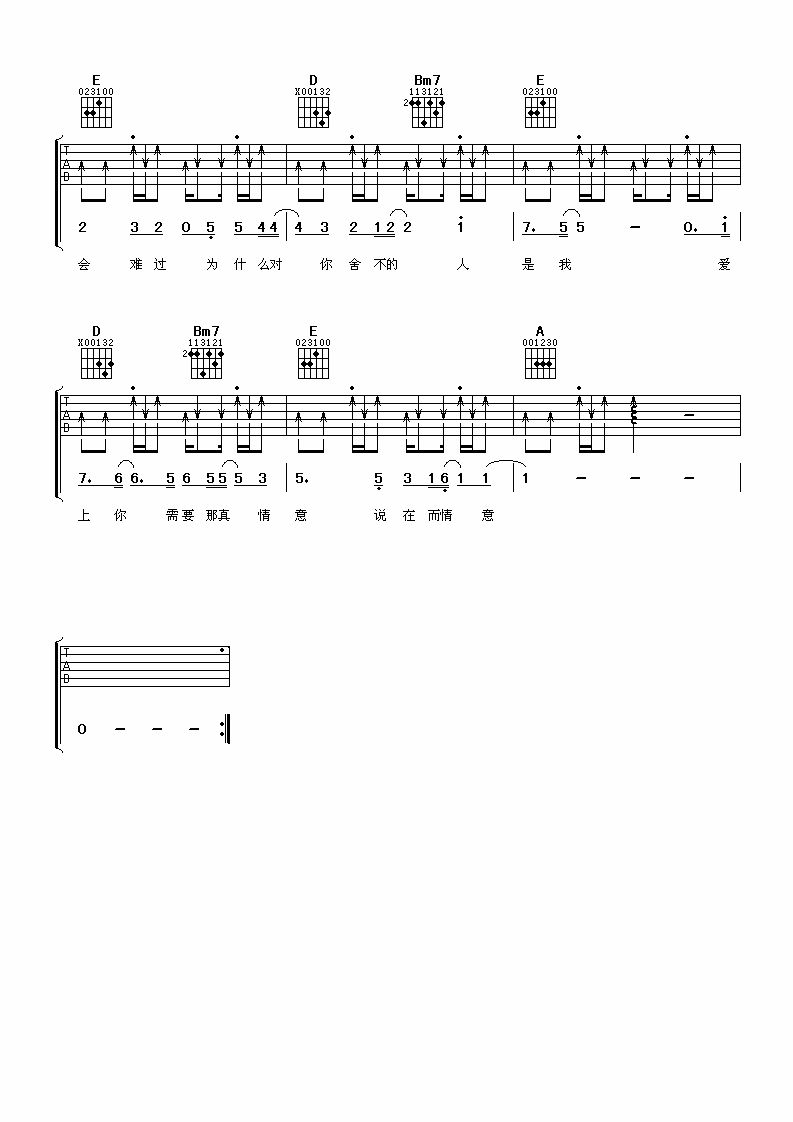 E D Bm7 E
023100 X00132 113121 023100
2
T
A
B
2 3 2 0 5 5 4 4 4 3 2 1 2 2 1 7. 5 5 – 0. 1
会 难 过 为 什 么对 你 舍 不的 人 是 我 爱
D Bm7 E A
X00132 113121 023100 001230
2
T
A
B
7. 6 6. 5 6 5 5 5 3 5. 5 3 1 6 1 1 1 – – –
上 你 需 要 那真 情 意 说 在 而情 意
T
A
B
0 – – –